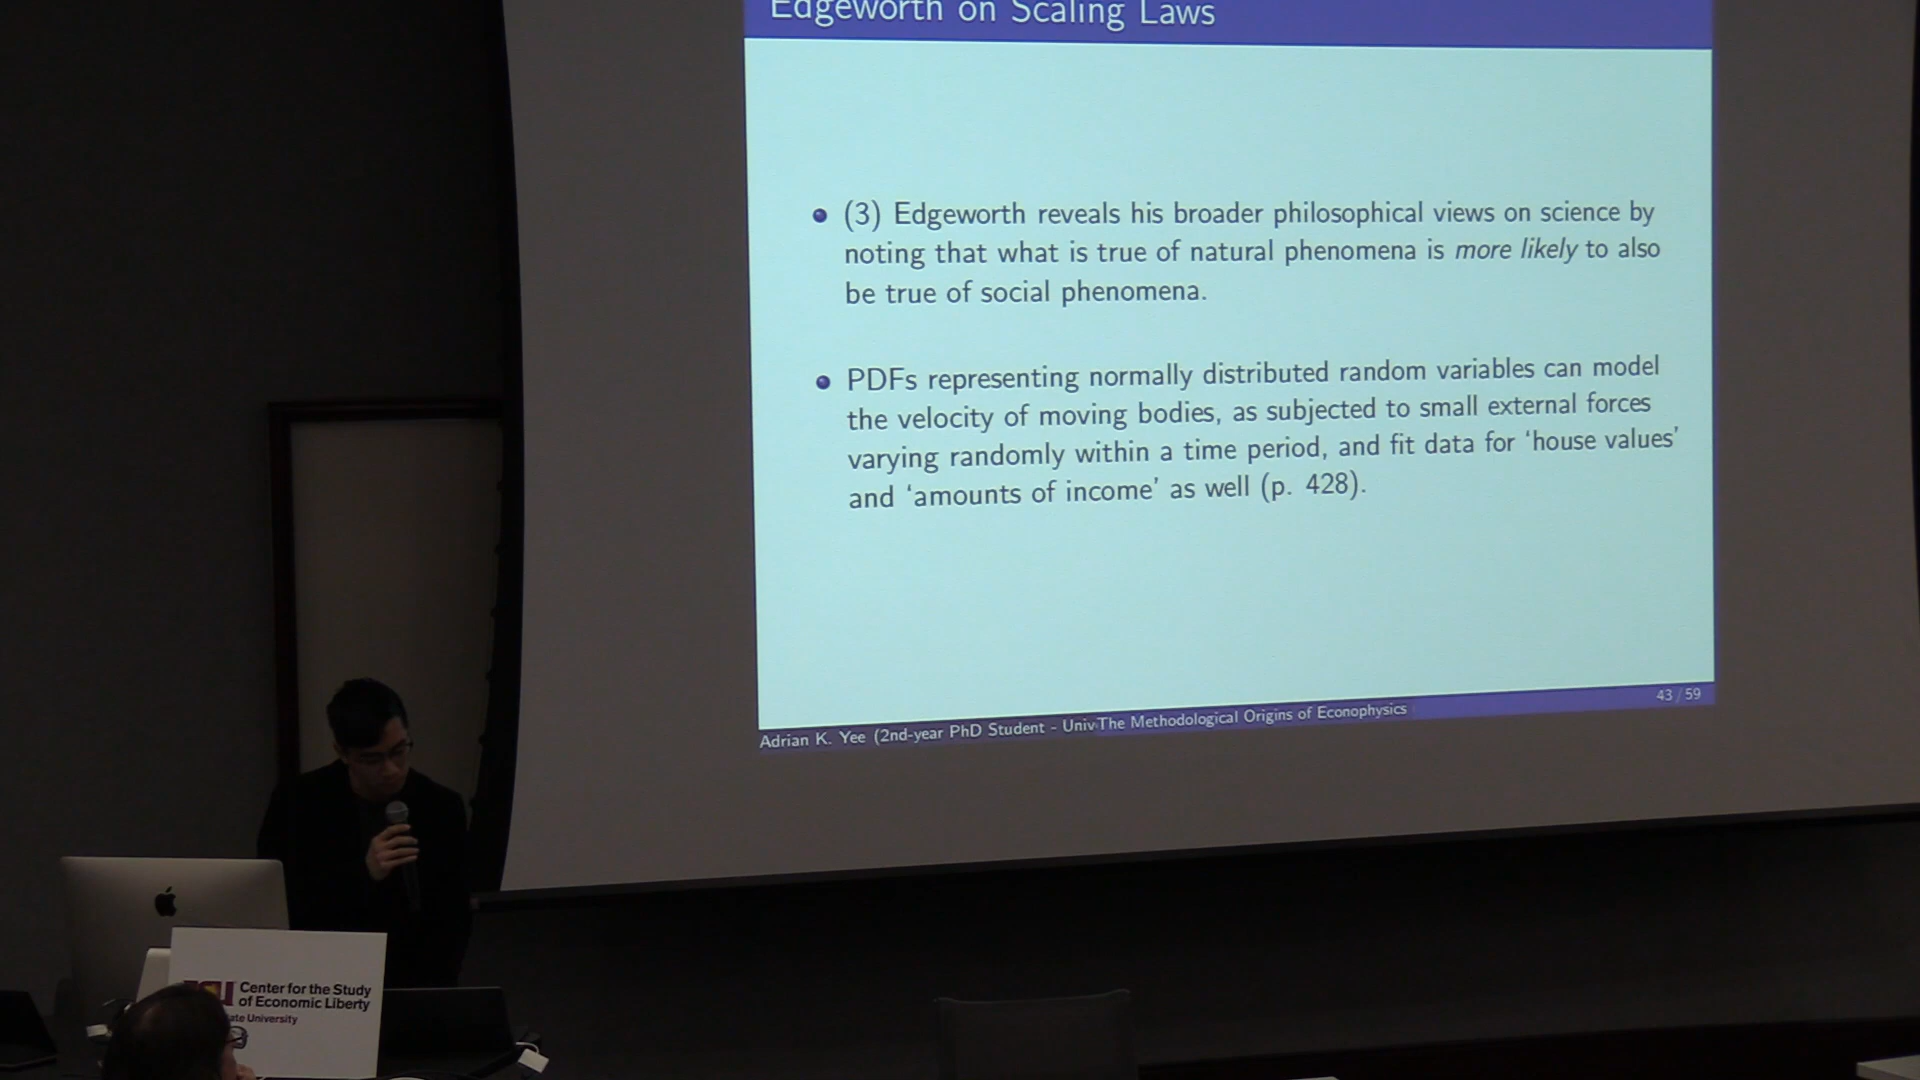 Edgeworth on Scaling Laws
(3) Edgeworth reveals his broader philosophical views on science by
noting that what is true of natural phenomena is more likely to also
be true of social phenomena.
PDFs representing normally distributed random variables can model
the velocity of moving bodies, as subjected to small external forces
varying randomly within a time period, and fit data for ‘house values’
and ‘amounts of income’ as well (p. 428).
43 / 59
Adrian K. Yee (2nd-year PhD Student - Univ The Methodological Origins of Econophysics
Center for the Study
of Economic Liberty
ate University